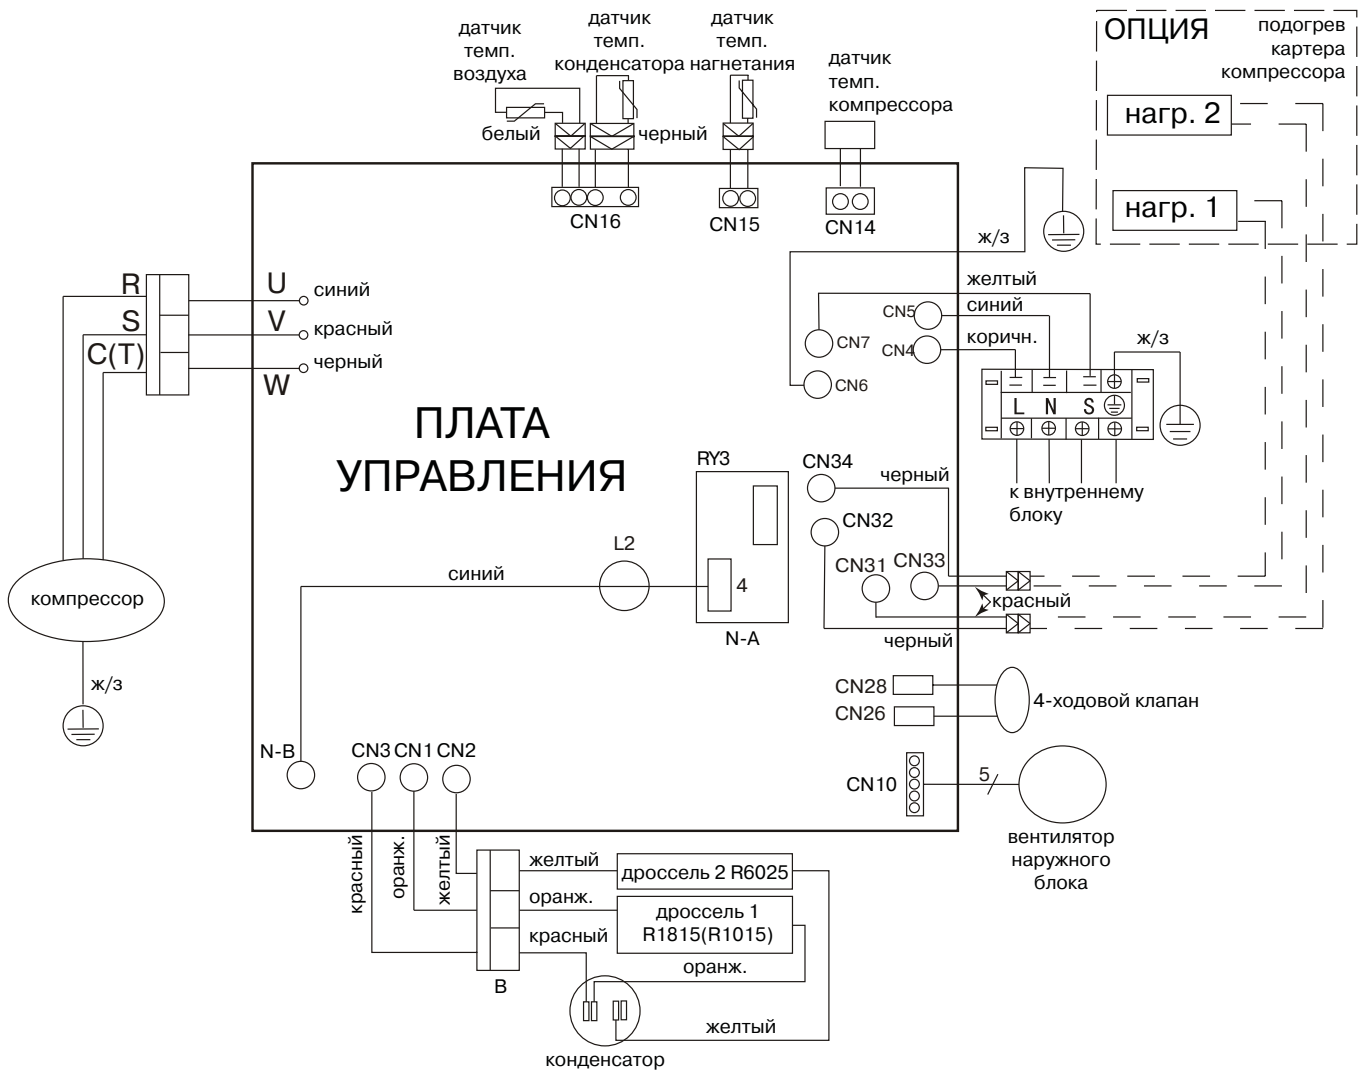 датчик
темп.
воздуха
датчик
темп.
конденсатора
датчик
темп.
нагнетания
датчик
темп.
компрессора
ОПЦИЯ
подогрев
картера
компрессора
нагр. 2
нагр. 1
белый
черный
CN16
CN15
CN14
ж/з
желтый
синий
коричн.
ж/з
CN5
CN7
CN4
CN6
L N S
к внутреннему
блоку
R
S
C(T)
U
синий
V
красный
черный
W
ПЛАТА
УПРАВЛЕНИЯ
RY3
4
N-A
L2
синий
CN34
черный
CN32
CN31
CN33
красный
черный
компрессор
ж/з
CN28
CN26
4-ходовой клапан
CN10
5
вентилятор
наружного
блока
N-B
CN3
CN1
CN2
красный
оранж.
желтый
желтый
дроссель 2 R6025
оранж.
дроссель 1
R1815(R1015)
красный
оранж.
B
желтый
конденсатор